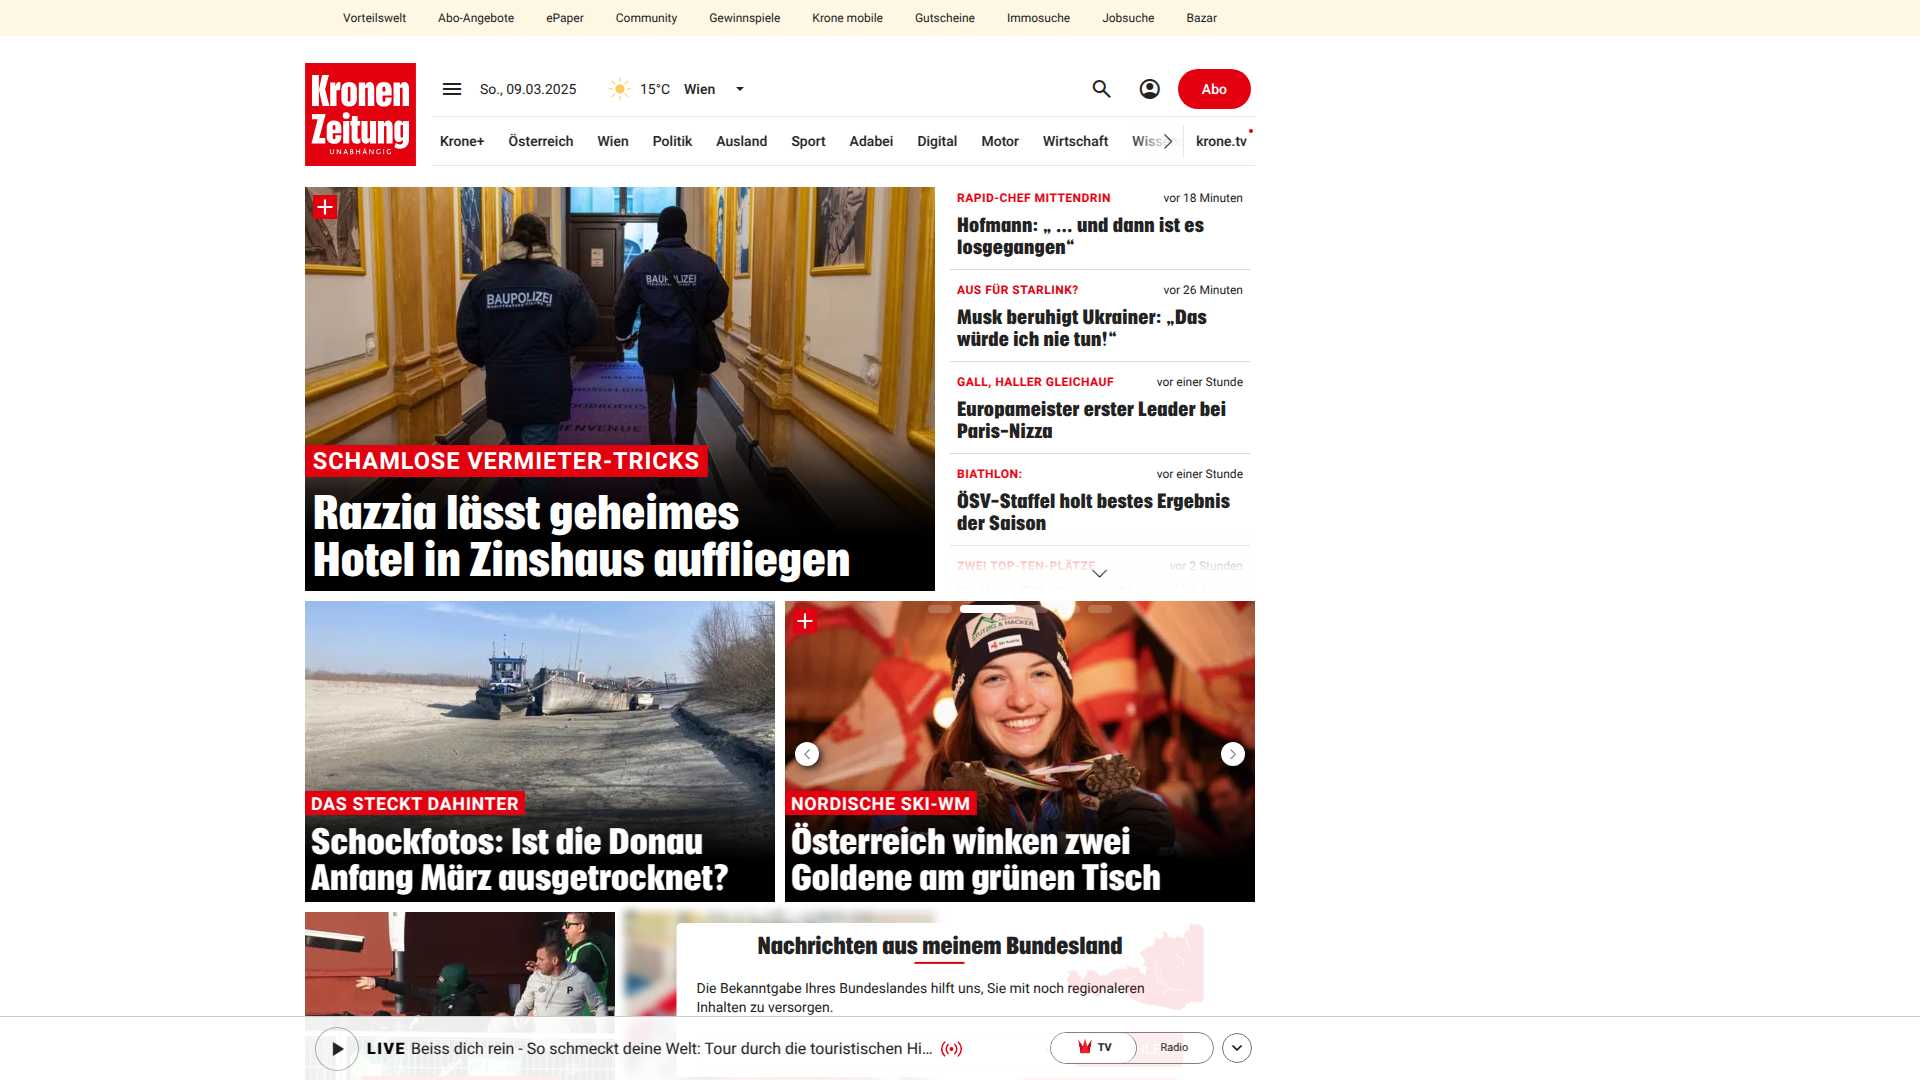 Vorteilswelt Abo-Angebote ePaper Community Gewinnspiele Krone mobile Gutscheine Immosuche Jobsuche Bazar
Kronen
Zeitung
UNABHÄNGIG
So., 09.03.2025 15°C Wien
Abo
Krone+ Österreich Wien Politik Ausland Sport Adabei Digital Motor Wirtschaft krone.tv
BAUPOLIZEI
SCHAMLOSE VERMIETER-TRICKS
Razzia lässt geheimes
Hotel in Zinshaus auffliegen
RAPID-CHEF MITTENDRIN vor 18 Minuten
Hofmann: „ ... und dann ist es
losgegangen“
AUS FÜR STARLINK? vor 26 Minuten
Musk beruhigt Ukrainer: „Das
würde ich nie tun!“
GALL, HALLER GLEICHAUF vor einer Stunde
Europameister erster Leader bei
Paris-Nizza
BIATHLON: vor einer Stunde
ÖSV-Staffel holt bestes Ergebnis
der Saison
ZWEI TOP-TEN-PLÄTZE vor 2 Stunden
DAS STECKT DAHINTER
Schockfotos: Ist die Donau
Anfang März ausgetrocknet?
NORDISCHE SKI-WM
Österreich winken zwei
Goldene am grünen Tisch
P
Nachrichten aus meinem Bundesland
Die Bekanntgabe Ihres Bundeslandes hilft uns, Sie mit noch regionaleren
Inhalten zu versorgen.
LIVE Beiss dich rein - So schmeckt deine Welt: Tour durch die touristischen Hi...
TV Radio